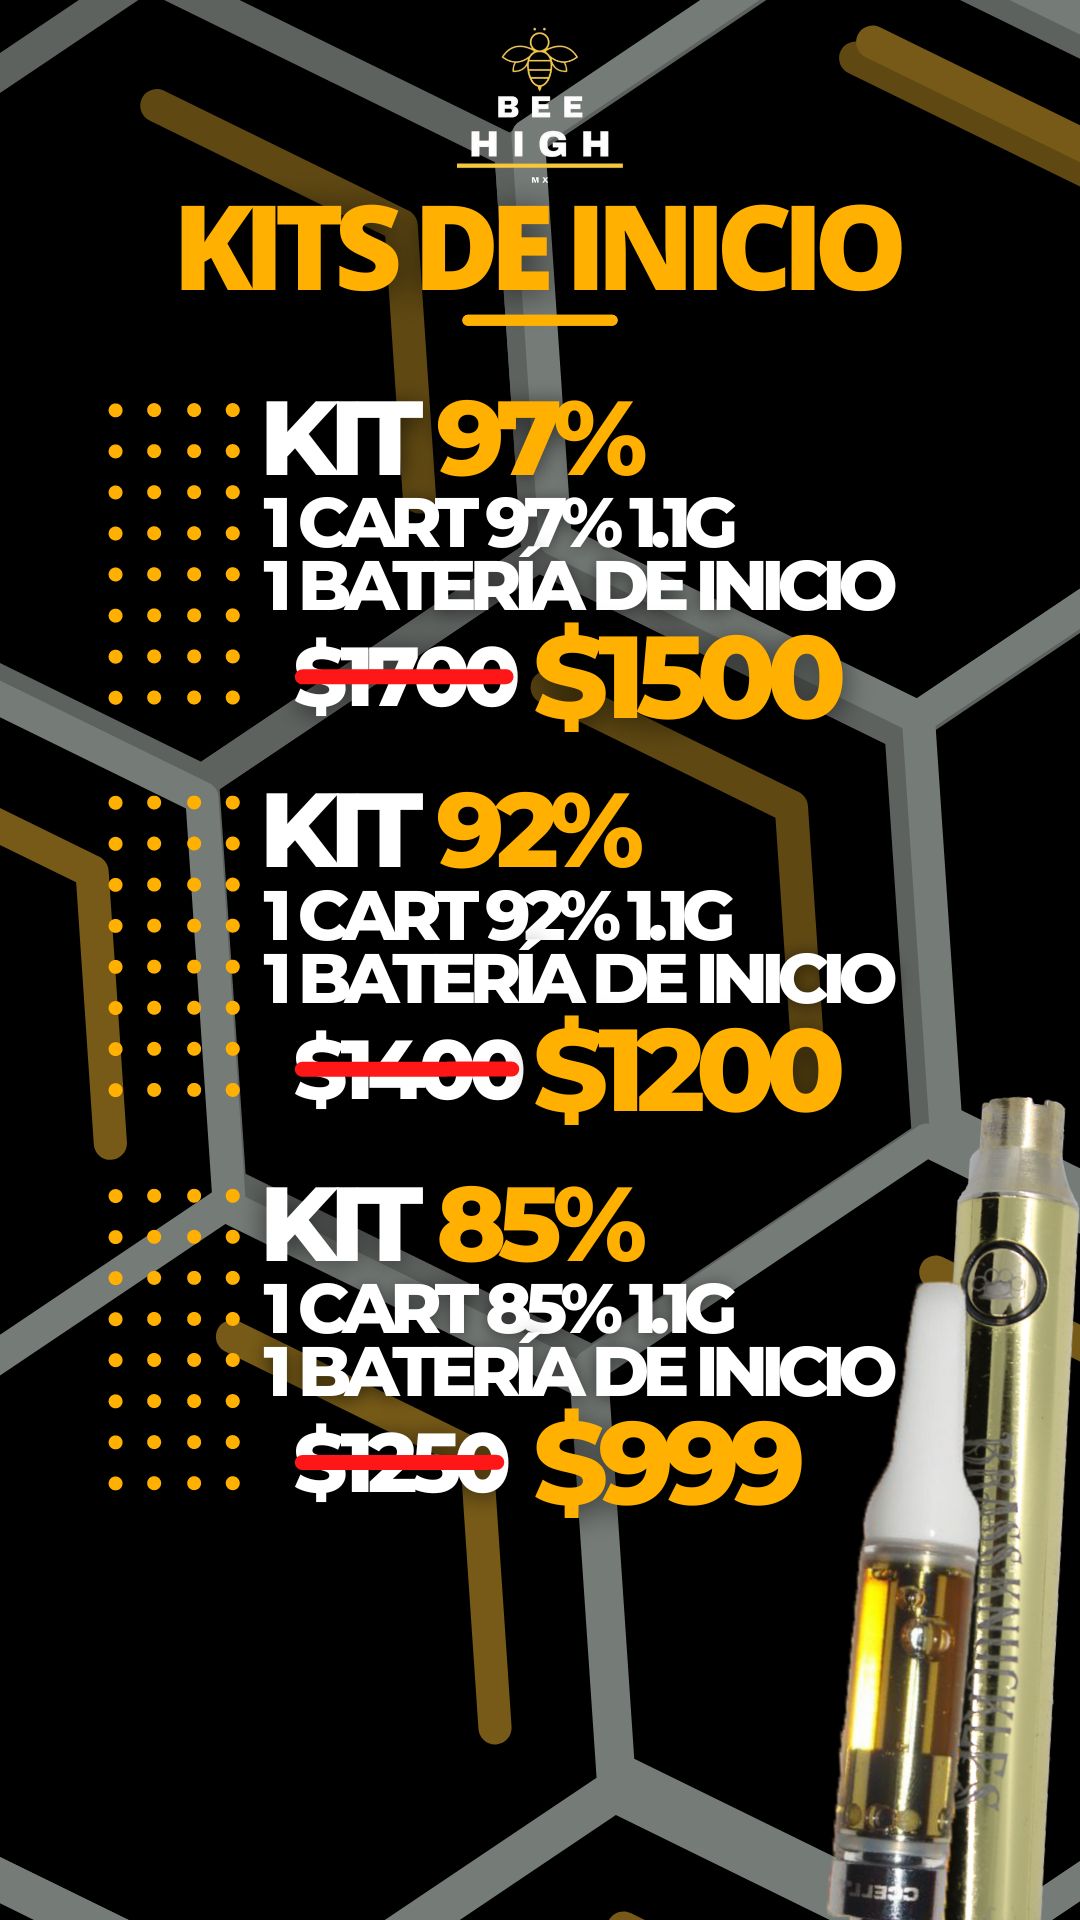 BEE
HIGH
MX
KITS DE INICIO
KIT 97%
1 CART 97% 1.1G
1 BATERÍA DE INICIO
$1700 $1500
KIT 92%
1 CART 92% 1.1G
1 BATERÍA DE INICIO
$1400 $1200
KIT 85%
1 CART 85% 1.1G
1 BATERÍA DE INICIO
$1250 $999
BRASS KNUCKLES
CCELL